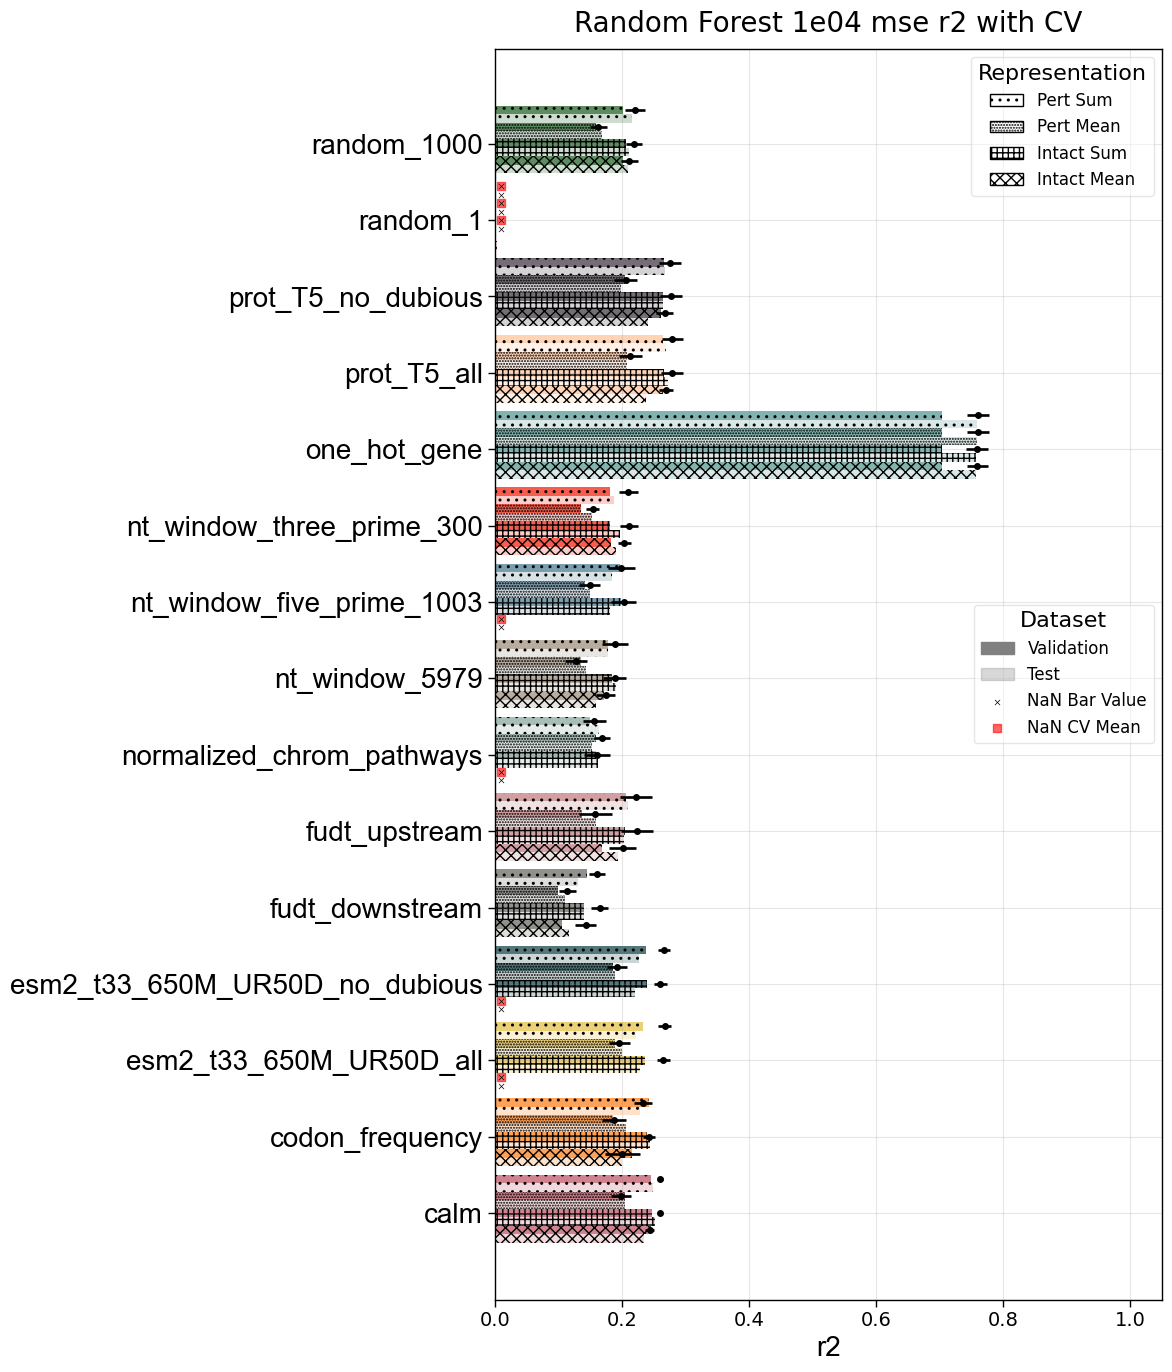 Random Forest 1e04 mse r2 with CV
Representation
Pert Sum
Pert Mean
Intact Sum
Intact Mean
random_1000
random_1
prot_T5_no_dubious
prot_T5_all
one_hot_gene
nt_window_three_prime_300
nt_window_five_prime_1003
nt_window_5979
normalized_chrom_pathways
fudt_upstream
fudt_downstream
esm2_t33_650M_UR50D_no_dubious
esm2_t33_650M_UR50D_all
codon_frequency
calm
Dataset
Validation
Test
NaN Bar Value
NaN CV Mean
0.0 0.2 0.4 0.6 0.8 1.0
r2